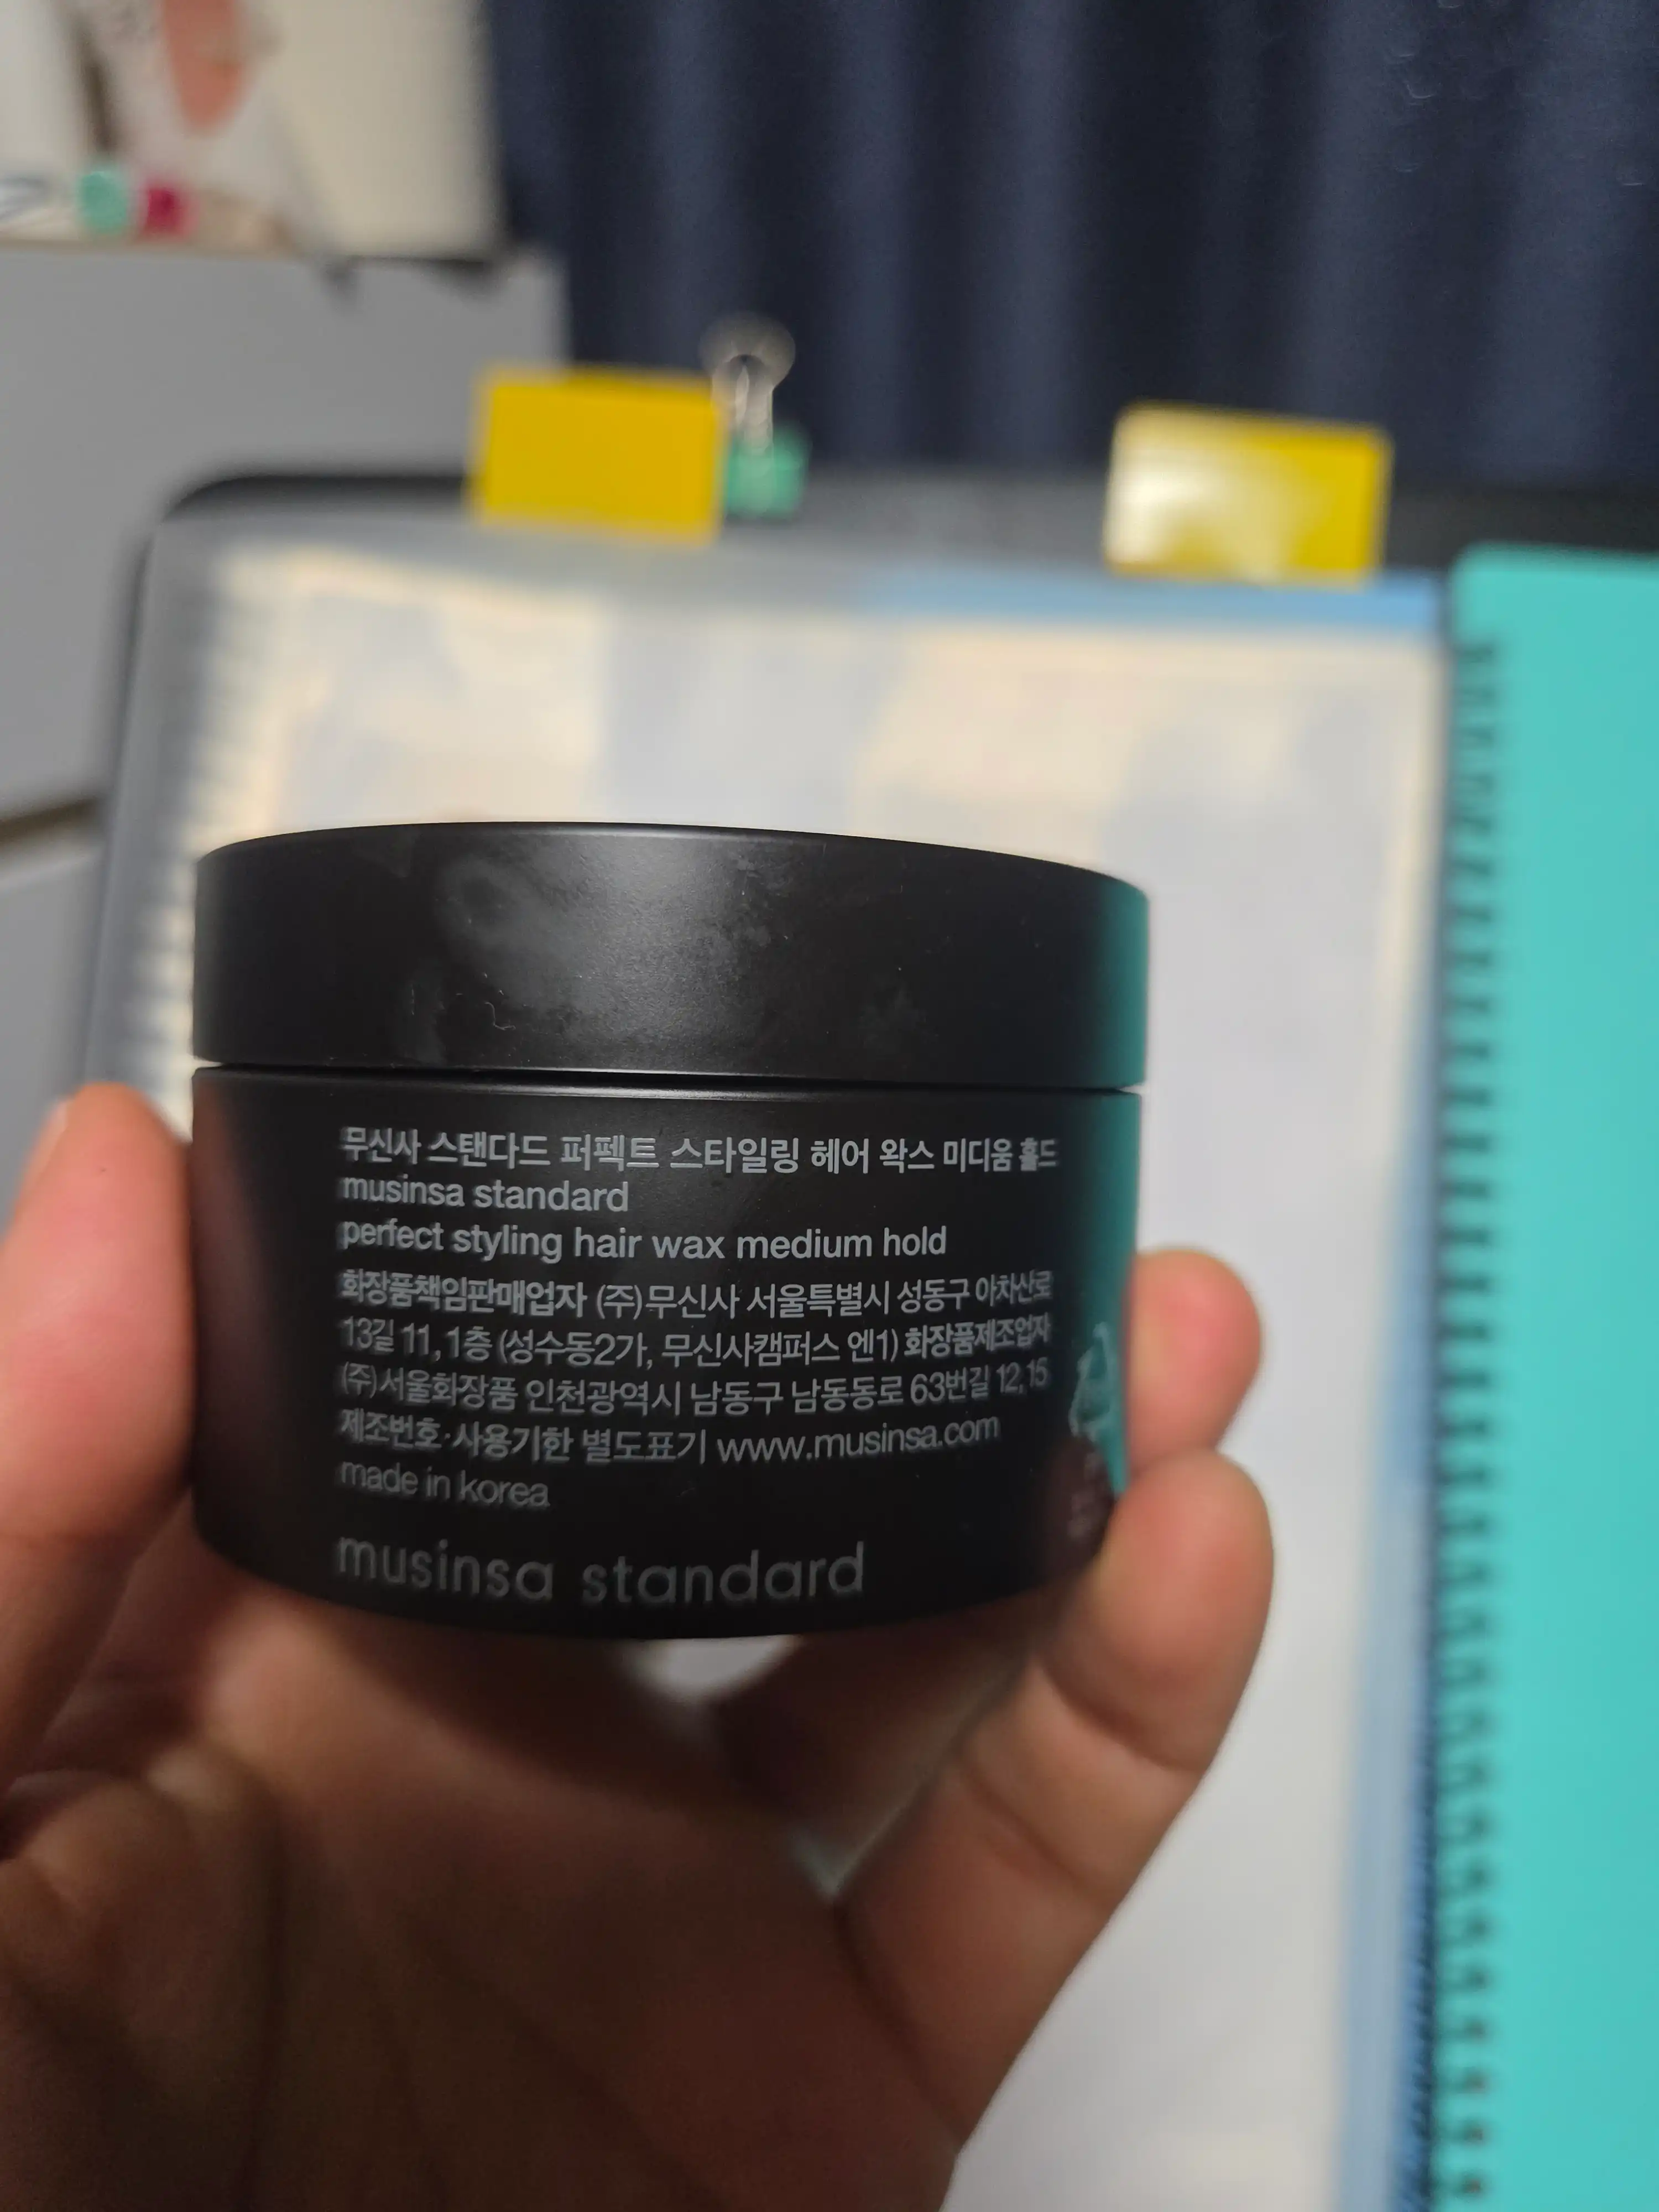 무신사 스탠다드 퍼펙트 스타일링 헤어 왁스 미디움 홀드
musinsa standard
perfect styling hair wax medium hold
화장품책임판매업자 (주)무신사 서울특별시 성동구 아차산로
13길 11, 1층 (성수동2가, 무신사캠퍼스 엔1) 화장품제조업자
(주)서울화장품 인천광역시 남동구 남동동로 63번길 12, 15
제조번호·사용기한 별도표기 www.musinsa.com
made in korea
musinsa standard